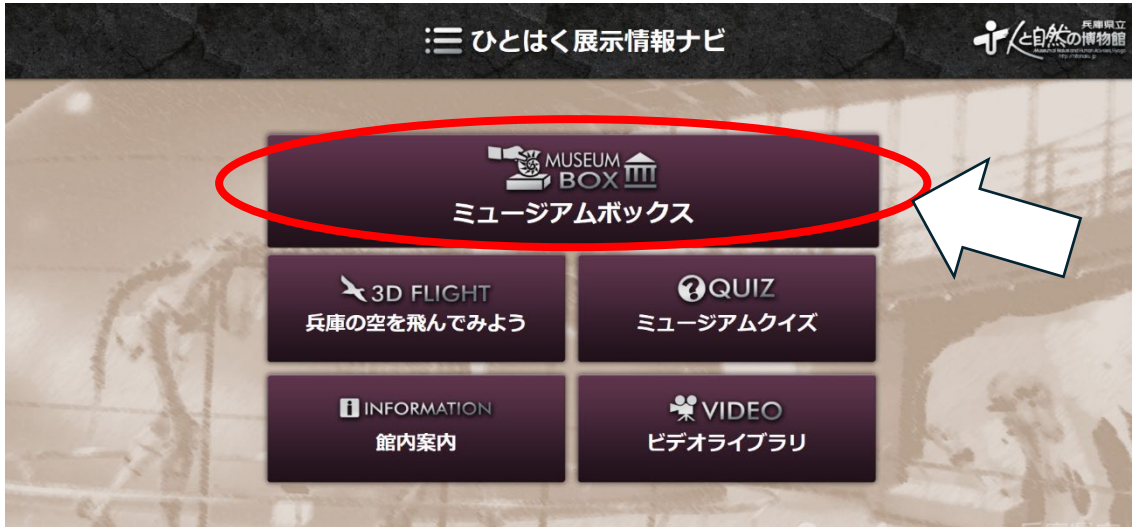 ひとはく展示情報ナビ
兵庫県立
人と自然の博物館
MUSEUM
BOX
ミュージアムボックス
3D FLIGHT
兵庫の空を飛んでみよう
QUIZ
ミュージアムクイズ
i INFORMATION
館内案内
VIDEO
ビデオライブラリ